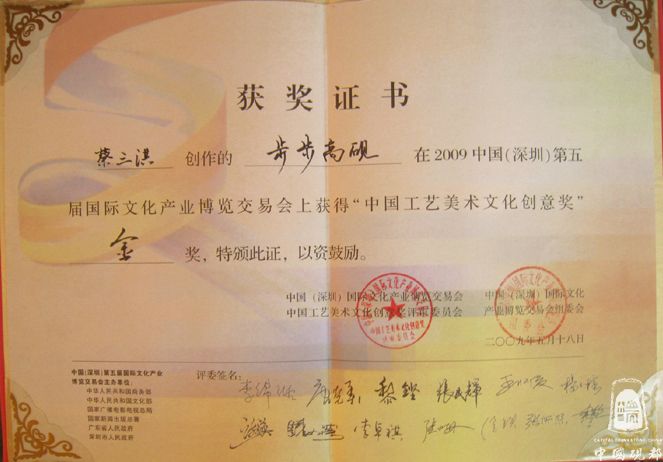 获奖证书
蔡三淇 创作的 步步高砚 在2009中国(深圳)第五
届国际文化产业博览交易会上获得“中国工艺美术文化创意奖”
金 奖，特颁此证，以资鼓励。
中国（深圳）国际文化产业博览交易会
中国工艺美术文化创意奖评审委员会
中国（深圳）国际文化
产业博览交易会组委会
二〇〇九年五月十八日
中国(深圳)第五届国际文化产业
博览交易会主办单位:
中华人民共和国商务部
中华人民共和国文化部
国家广播电影电视总局
国家新闻出版总署
广东省人民政府
深圳市人民政府
评委签名:
中國硯都